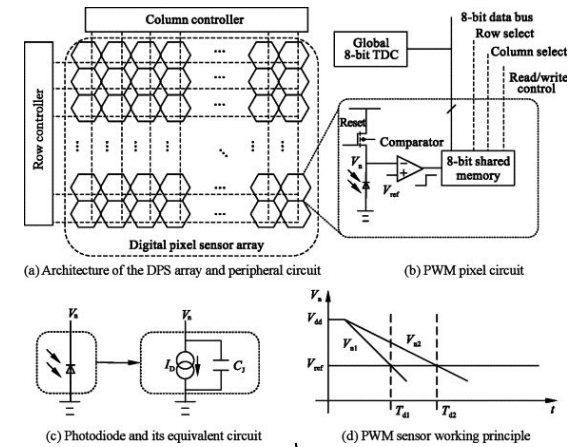 Column controller
Row controller
...
...
...
...
Digital pixel sensor array
(a) Architecture of the DPS array and peripheral circuit
8-bit data bus
Row select
Column select
Read/write
control
Global
8-bit TDC
Reset
Comparator
Vn
−
+
Vref
8-bit shared
memory
(b) PWM pixel circuit
Vn
Vn
ID
CJ
(c) Photodiode and its equivalent circuit
Vn
Vdd
Vn1
Vn2
Vref
Td1
Td2
t
(d) PWM sensor working principle